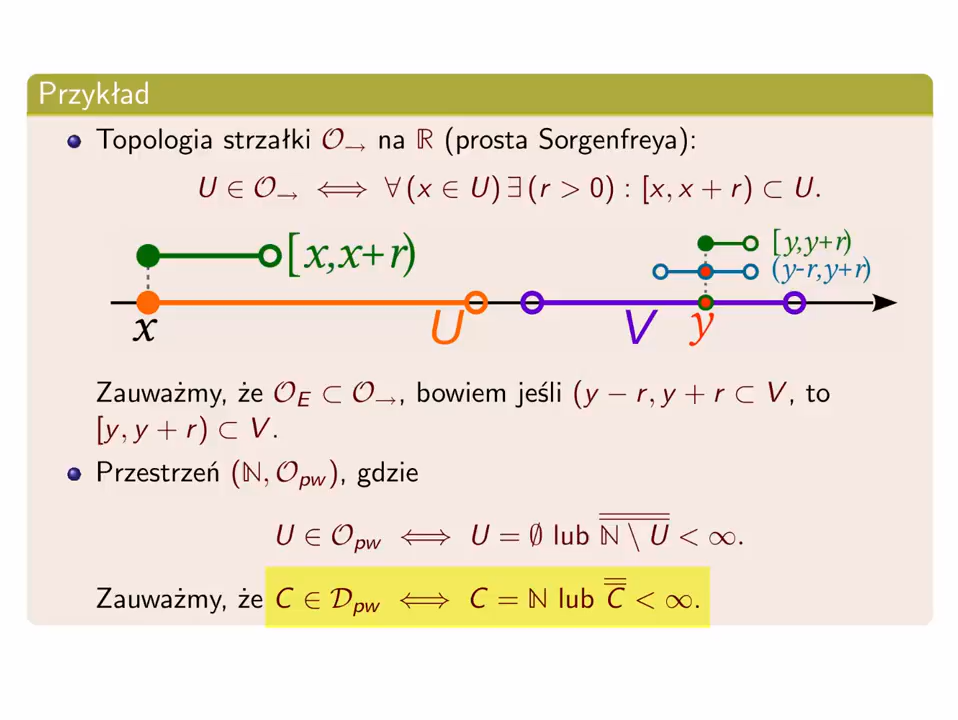 Przykład
Topologia strzałki 𝒪→ na ℝ (prosta Sorgenfreya):
U ∈ 𝒪→ ⟺ ∀ (x ∈ U) ∃ (r > 0) : [x, x + r) ⊂ U.
[x,x+r)
[y,y+r)
(y-r,y+r)
x U V y
Zauważmy, że 𝒪_E ⊂ 𝒪→, bowiem jeśli (y − r, y + r ⊂ V, to
[y, y + r) ⊂ V.
Przestrzeń (ℕ, 𝒪_pw), gdzie
U ∈ 𝒪_pw ⟺ U = ∅ lub \overline{\overline{ℕ \ U}} < ∞.
Zauważmy, że C ∈ 𝒟_pw ⟺ C = ℕ lub \overline{\overline{C}} < ∞.